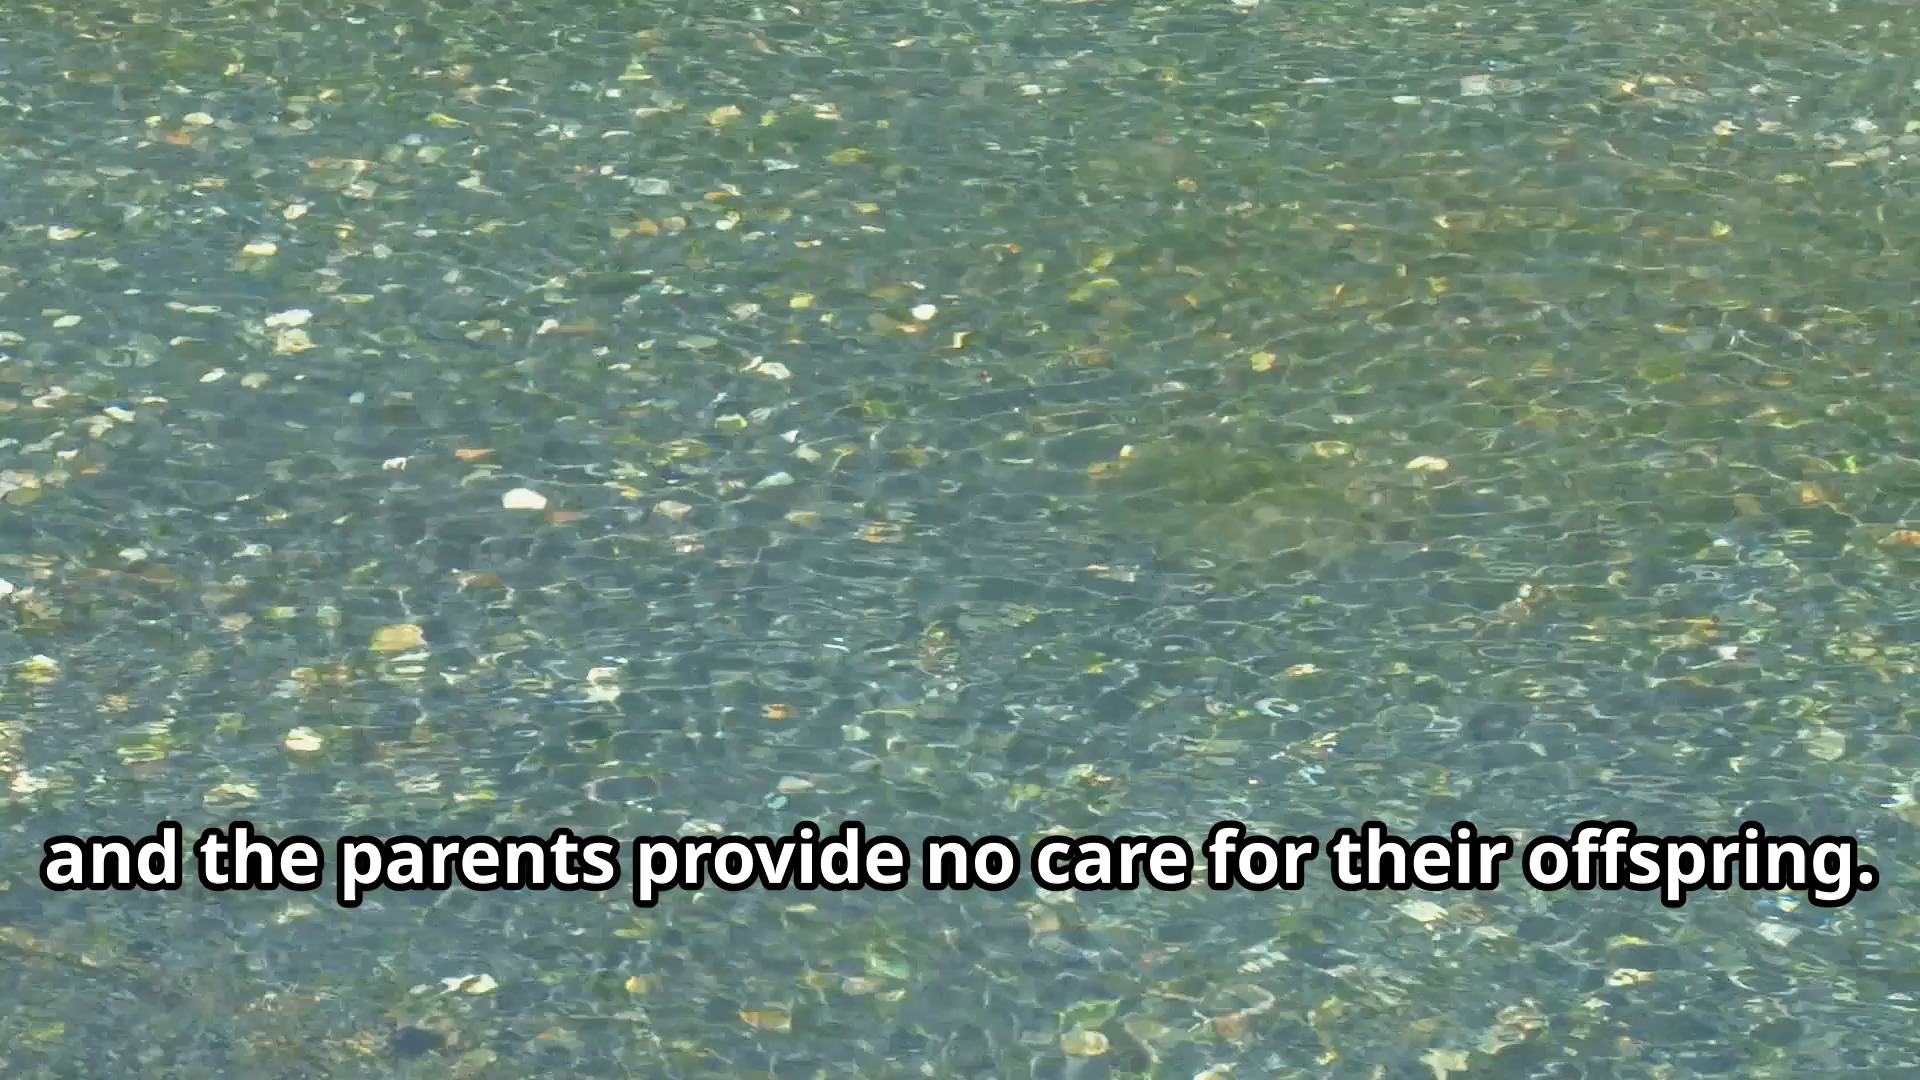 and the parents provide no care for their offspring.